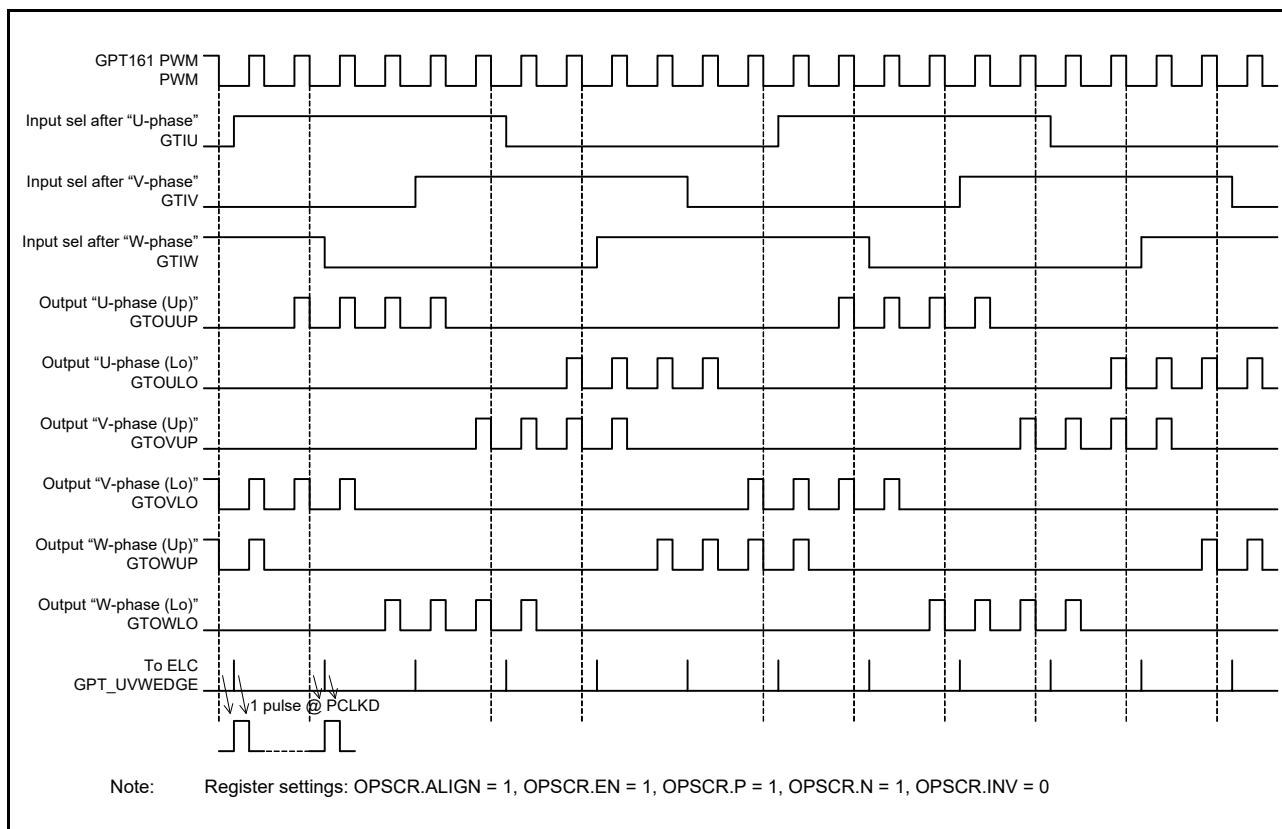 GPT161 PWM
PWM
Input sel after “U-phase”
GTIU
Input sel after “V-phase”
GTIV
Input sel after “W-phase”
GTIW
Output “U-phase (Up)”
GTOUUP
Output “U-phase (Lo)”
GTOULO
Output “V-phase (Up)”
GTOVUP
Output “V-phase (Lo)”
GTOVLO
Output “W-phase (Up)”
GTOWUP
Output “W-phase (Lo)”
GTOWLO
To ELC
GPT_UVWEDGE
1 pulse @ PCLKD
Note: Register settings: OPSCR.ALIGN = 1, OPSCR.EN = 1, OPSCR.P = 1, OPSCR.N = 1, OPSCR.INV = 0